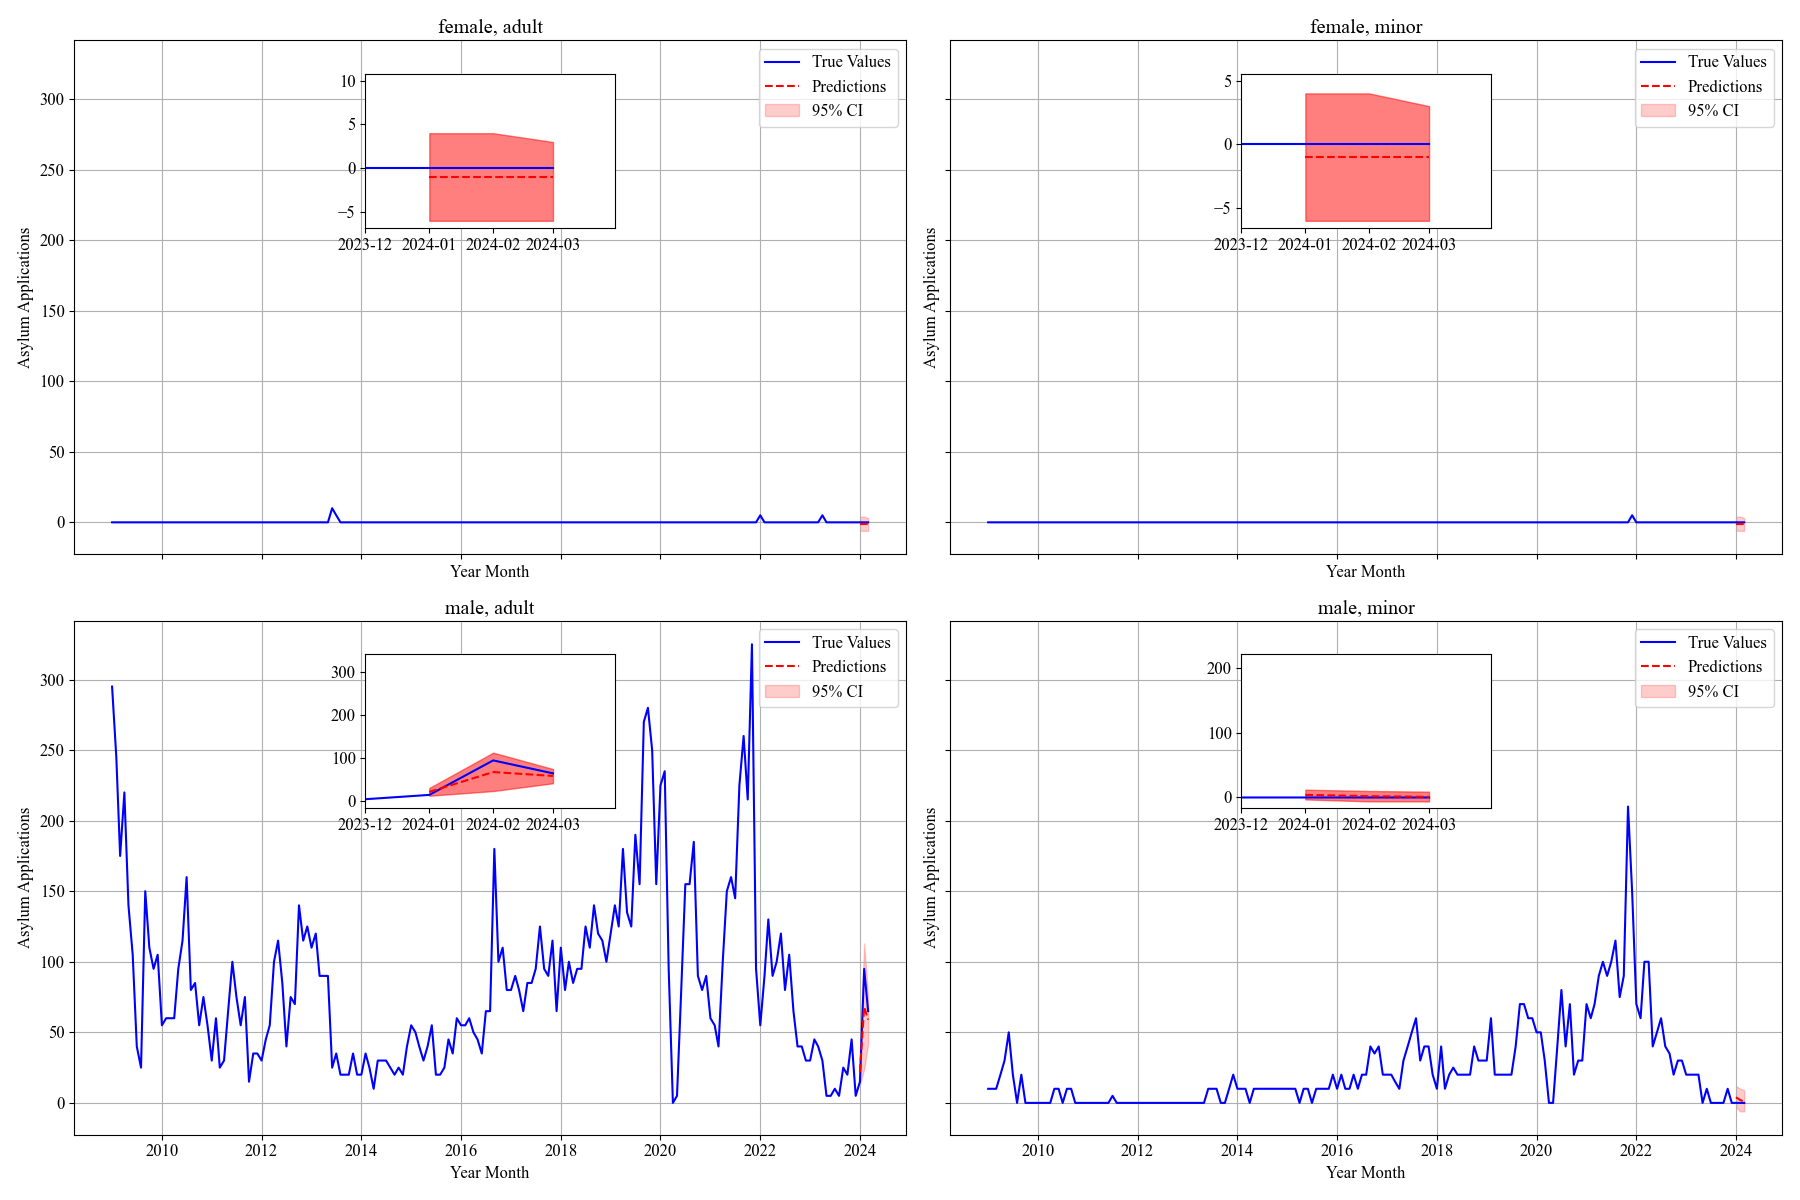 female, adult
True Values
Predictions
95% CI
10
5
0
−5
2023-12 2024-01 2024-02 2024-03
300
250
200
150
100
50
0
Asylum Applications
Year Month
female, minor
True Values
Predictions
95% CI
5
0
−5
2023-12 2024-01 2024-02 2024-03
Asylum Applications
Year Month
male, adult
True Values
Predictions
95% CI
300
200
100
0
2023-12 2024-01 2024-02 2024-03
300
250
200
150
100
50
0
Asylum Applications
2010 2012 2014 2016 2018 2020 2022 2024
Year Month
male, minor
True Values
Predictions
95% CI
200
100
0
2023-12 2024-01 2024-02 2024-03
Asylum Applications
2010 2012 2014 2016 2018 2020 2022 2024
Year Month